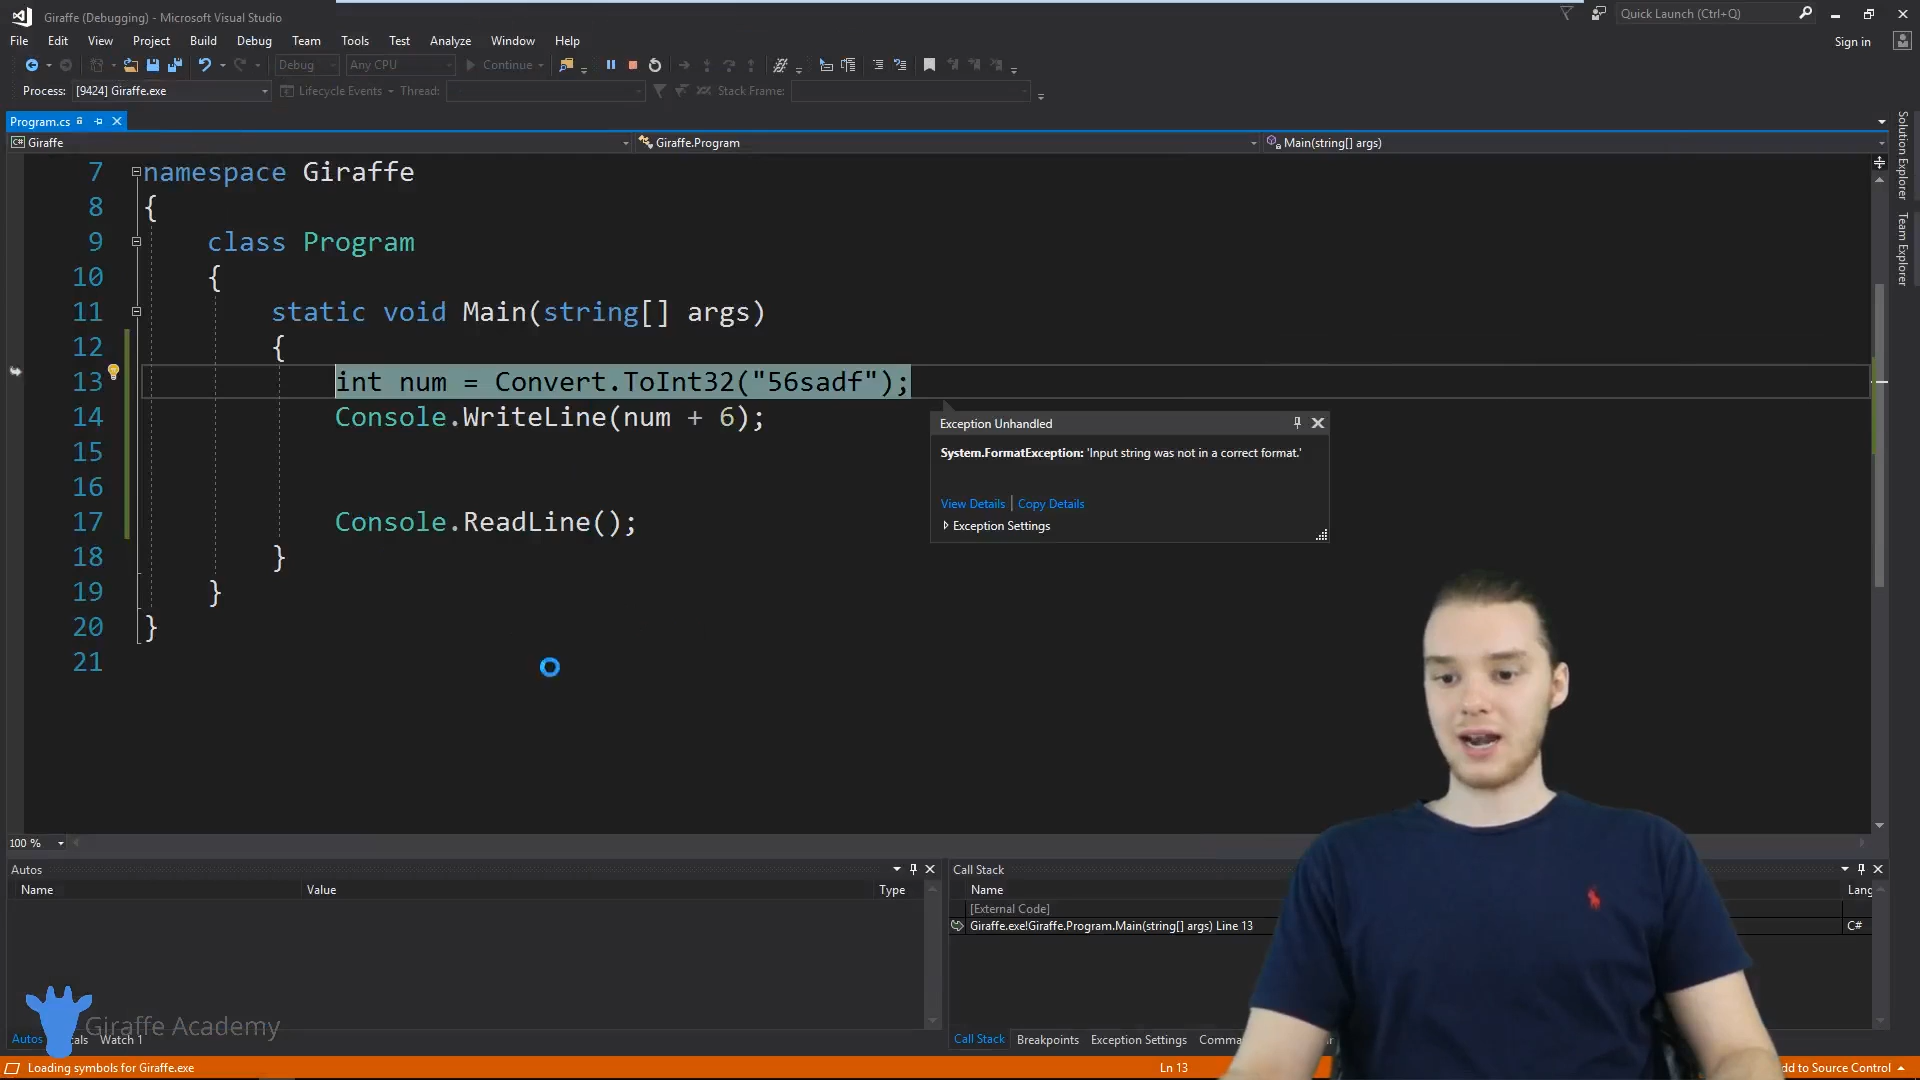 Giraffe (Debugging) - Microsoft Visual Studio
Quick Launch (Ctrl+Q)
File Edit View Project Build Debug Team Tools Test Analyze Window Help
Sign in
Debug Any CPU Continue
Process: [9424] Giraffe.exe Lifecycle Events Thread: Stack Frame:
Program.cs
Giraffe Giraffe.Program Main(string[] args)
Solution Explorer
Team Explorer
7 namespace Giraffe
8 {
9 class Program
10 {
11 static void Main(string[] args)
12 {
13 int num = Convert.ToInt32("56sadf");
14 Console.WriteLine(num + 6);
15
16
17 Console.ReadLine();
18 }
19 }
20 }
21
Exception Unhandled
System.FormatException: 'Input string was not in a correct format.'
View Details Copy Details
Exception Settings
100 %
Autos
Name Value Type
Call Stack
Name Lang
[External Code]
Giraffe.exe!Giraffe.Program.Main(string[] args) Line 13 C#
Giraffe Academy
Autos Watch 1
Call Stack Breakpoints Exception Settings
Loading symbols for Giraffe.exe Ln 13 to Source Control